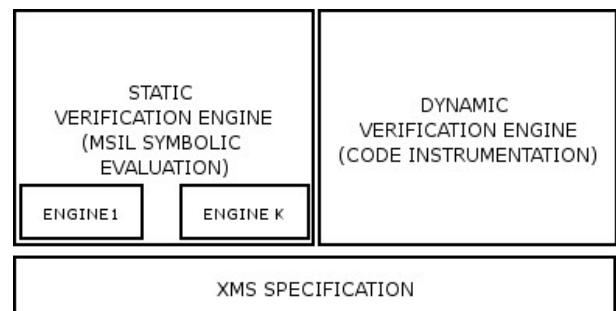 STATIC
VERIFICATION ENGINE
(MSIL SYMBOLIC
EVALUATION)
ENGINE1
ENGINE K
DYNAMIC
VERIFICATION ENGINE
(CODE INSTRUMENTATION)
XMS SPECIFICATION